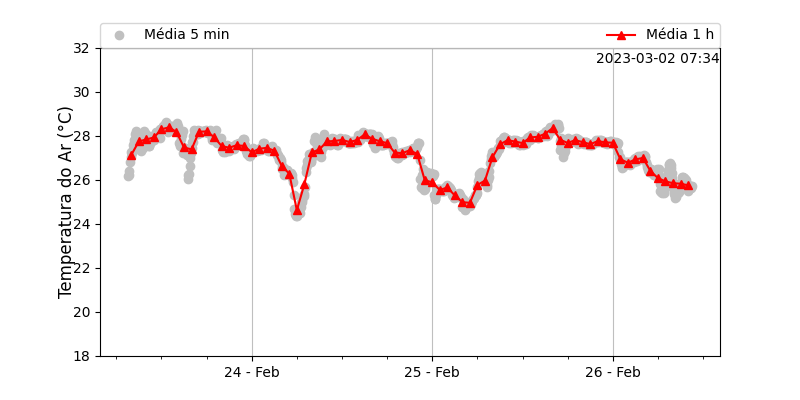 Média 5 min
Média 1 h
2023-03-02 07:34
Temperatura do Ar (°C)
32
30
28
26
24
22
20
18
24 - Feb
25 - Feb
26 - Feb